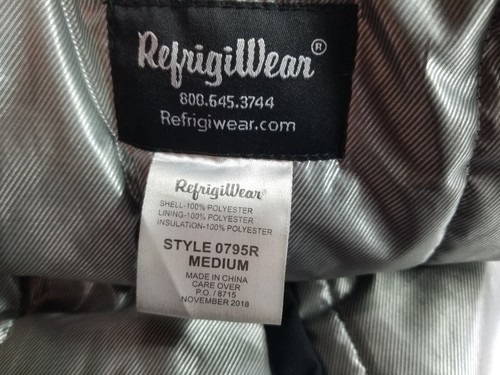 RefrigiWear®
800.645.3744
Refrigiwear.com
RefrigiWear®
SHELL-100% POLYESTER
LINING-100% POLYESTER
INSULATION-100% POLYESTER
STYLE 0795R
MEDIUM
MADE IN CHINA
CARE OVER
P.O. / 8715
NOVEMBER 2018